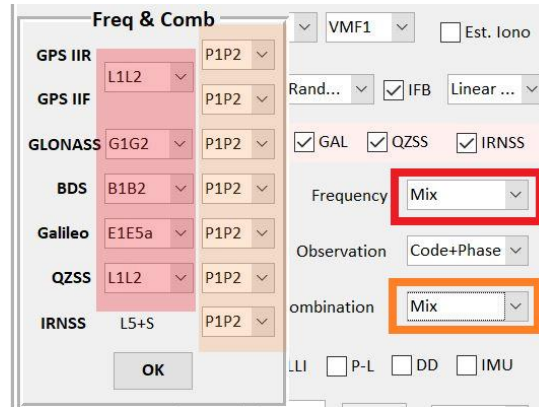 Freq & Comb
GPS IIR
L1L2
P1P2
GPS IIF
P1P2
GLONASS
G1G2
P1P2
BDS
B1B2
P1P2
Galileo
E1E5a
P1P2
QZSS
L1L2
P1P2
IRNSS
L5+S
P1P2
OK
VMF1
Est. Iono
Rand...
IFB
Linear ...
GAL
QZSS
IRNSS
Frequency
Mix
Observation
Code+Phase
ombination
Mix
LLI
P-L
DD
IMU